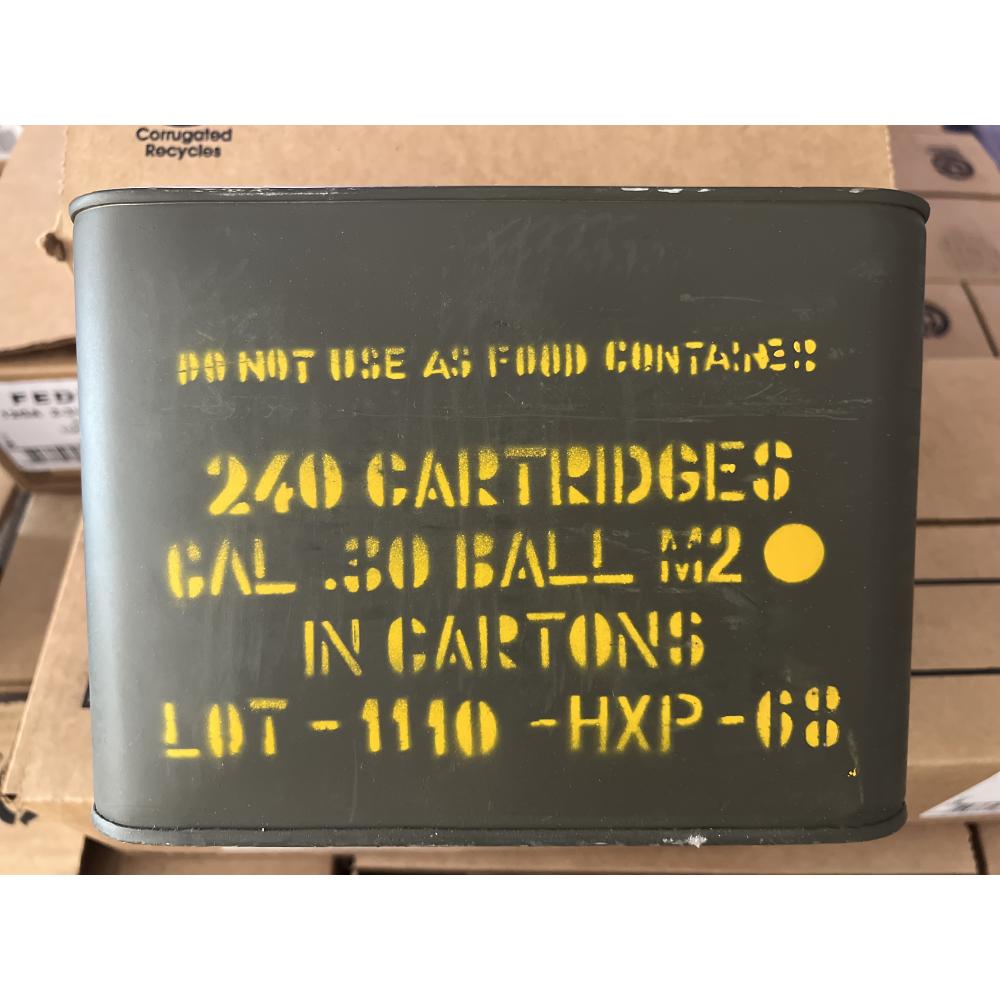 Corrugated
Recycles
FED
DO NOT USE AS FOOD CONTAINER
240 CARTRIDGES
CAL .30 BALL M2
IN CARTONS
LOT - 1110 - HXP - 68